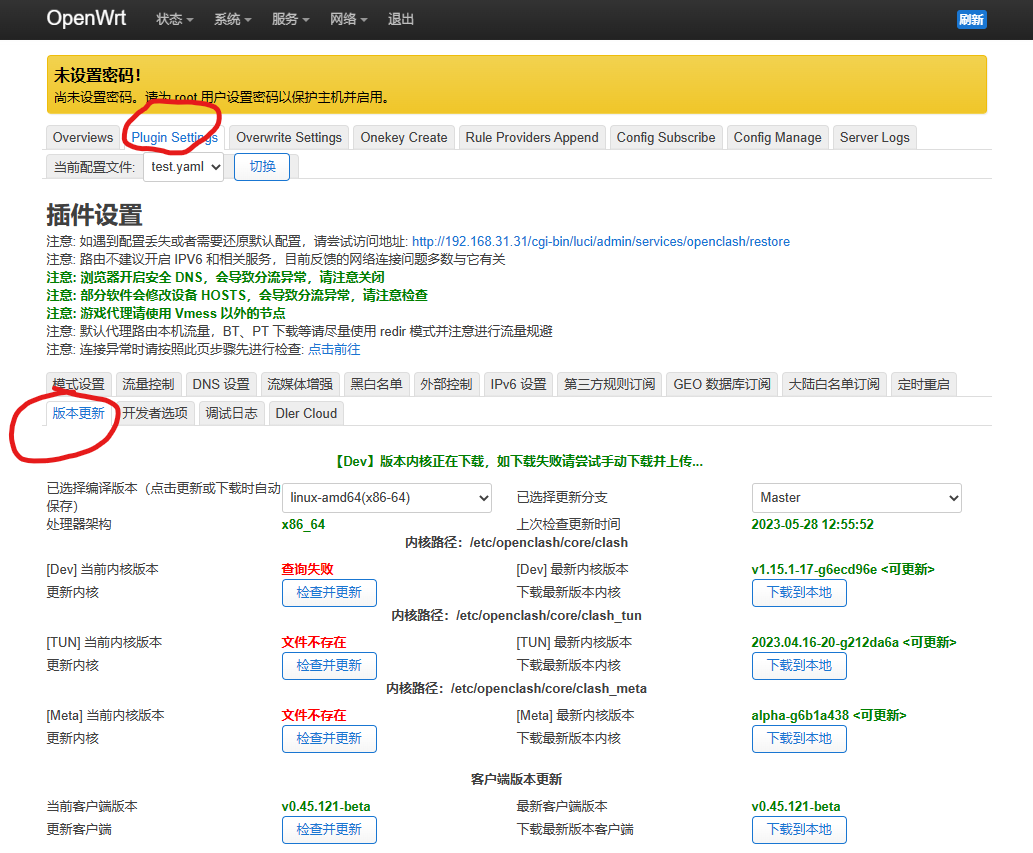 OpenWrt 状态 系统 服务 网络 退出 刷新
未设置密码！
尚未设置密码。请为 root 用户设置密码以保护主机并启用。
Overviews Plugin Settings Overwrite Settings Onekey Create Rule Providers Append Config Subscribe Config Manage Server Logs
当前配置文件: test.yaml 切换
插件设置
注意: 如遇到配置丢失或者需要还原默认配置，请尝试访问地址: http://192.168.31.31/cgi-bin/luci/admin/services/openclash/restore
注意: 路由不建议开启 IPV6 和相关服务，目前反馈的网络连接问题多数与它有关
注意: 浏览器开启安全 DNS，会导致分流异常，请注意关闭
注意: 部分软件会修改设备 HOSTS，会导致分流异常，请注意检查
注意: 游戏代理请使用 Vmess 以外的节点
注意: 默认代理路由本机流量，BT、PT 下载等请尽量使用 redir 模式并注意进行流量规避
注意: 连接异常时请按照此页步骤先进行检查: 点击前往
模式设置 流量控制 DNS 设置 流媒体增强 黑白名单 外部控制 IPv6 设置 第三方规则订阅 GEO 数据库订阅 大陆白名单订阅 定时重启
版本更新 开发者选项 调试日志 Dler Cloud
【Dev】版本内核正在下载，如下载失败请尝试手动下载并上传...
已选择编译版本（点击更新或下载时自动保存） linux-amd64(x86-64) 已选择更新分支 Master
处理器架构 x86_64 上次检查更新时间 2023-05-28 12:55:52
内核路径：/etc/openclash/core/clash
[Dev] 当前内核版本 查询失败 [Dev] 最新内核版本 v1.15.1-17-g6ecd96e <可更新>
更新内核 检查并更新 下载最新版本内核 下载到本地
内核路径：/etc/openclash/core/clash_tun
[TUN] 当前内核版本 文件不存在 [TUN] 最新内核版本 2023.04.16-20-g212da6a <可更新>
更新内核 检查并更新 下载最新版本内核 下载到本地
内核路径：/etc/openclash/core/clash_meta
[Meta] 当前内核版本 文件不存在 [Meta] 最新内核版本 alpha-g6b1a438 <可更新>
更新内核 检查并更新 下载最新版本内核 下载到本地
客户端版本更新
当前客户端版本 v0.45.121-beta 最新客户端版本 v0.45.121-beta
更新客户端 检查并更新 下载最新版本客户端 下载到本地